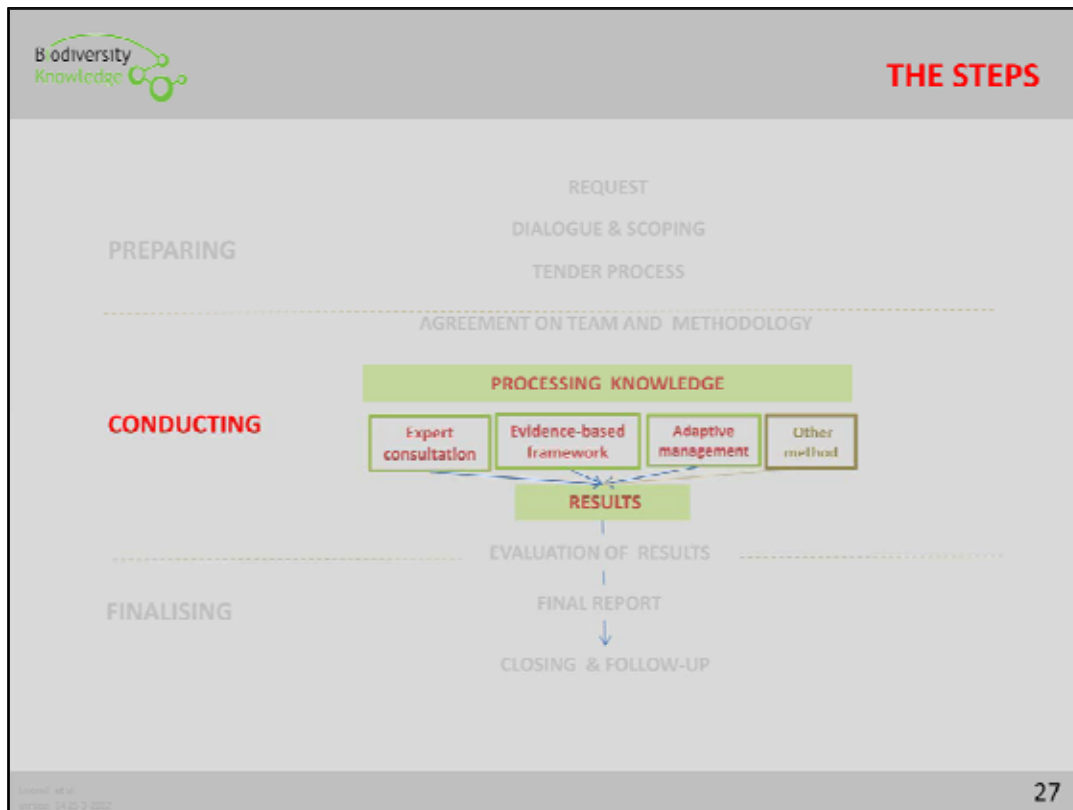 Biodiversity
Knowledge
THE STEPS
REQUEST
DIALOGUE & SCOPING
PREPARING
TENDER PROCESS
AGREEMENT ON TEAM AND METHODOLOGY
PROCESSING KNOWLEDGE
CONDUCTING
Expert
consultation
Evidence-based
framework
Adaptive
management
Other
method
RESULTS
EVALUATION OF RESULTS
FINALISING
FINAL REPORT
CLOSING & FOLLOW-UP
27